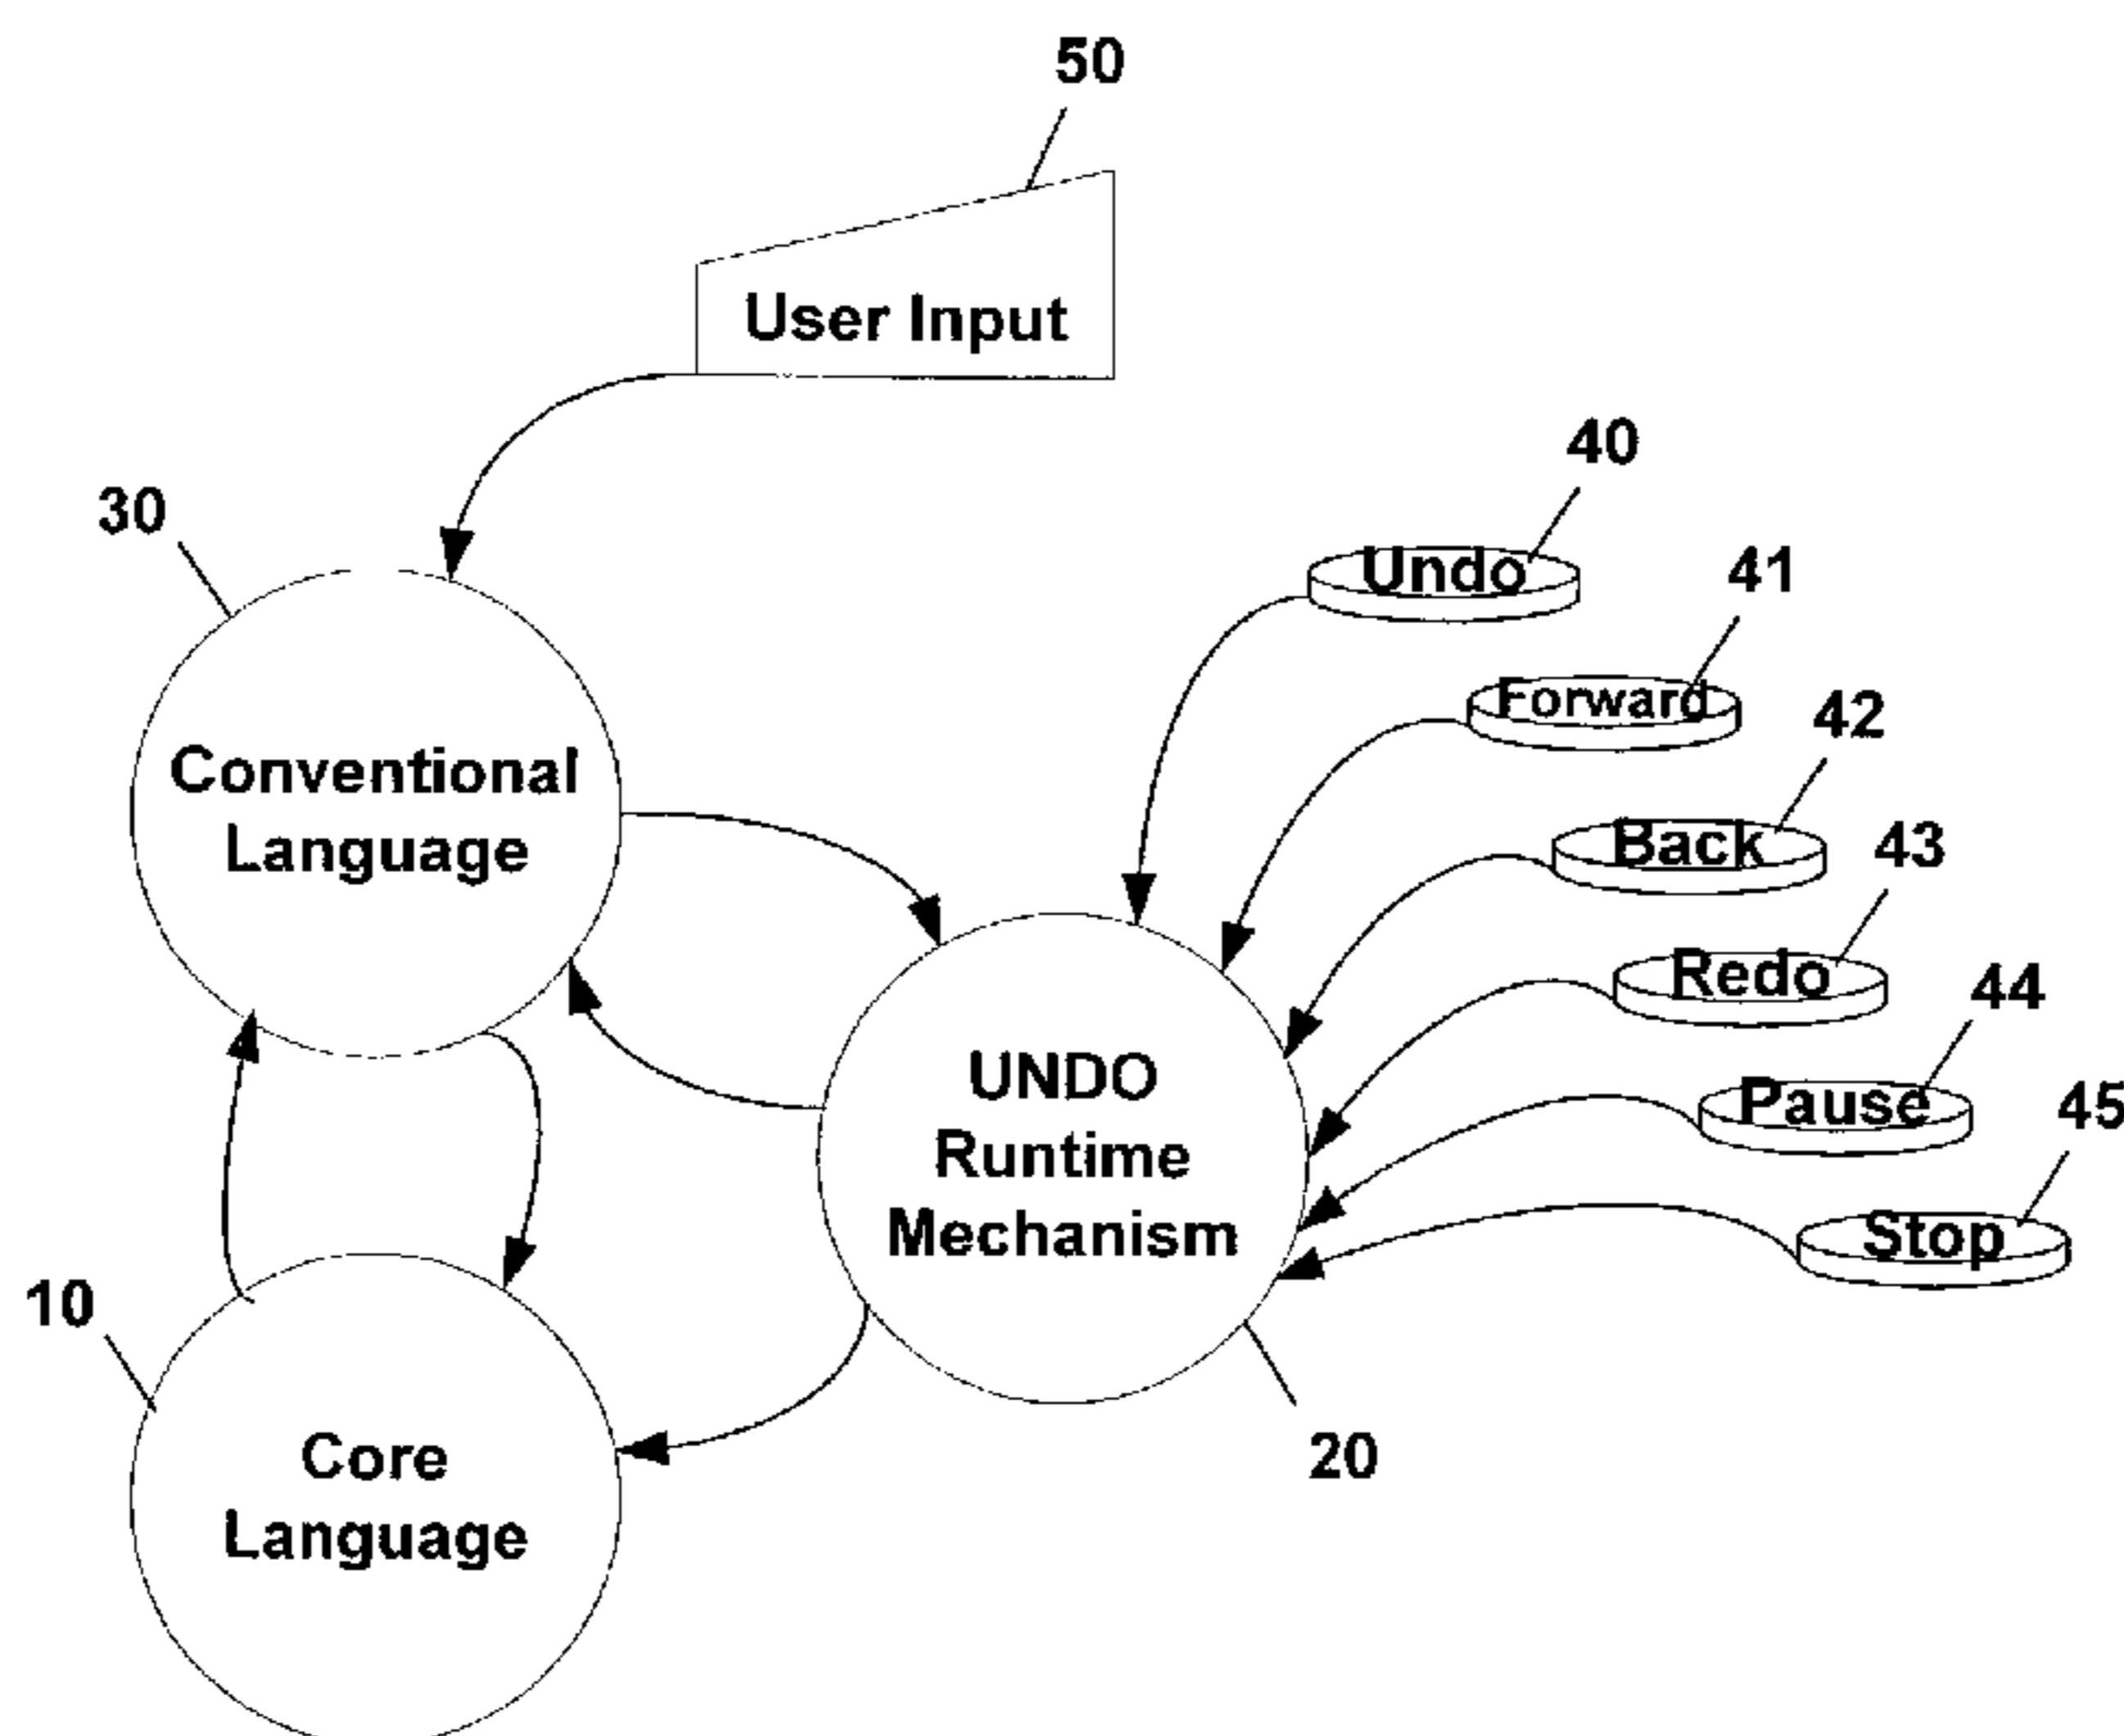 50
User Input
40
Undo
30
41
Forward
42
Conventional
Language
Back
43
Redo
44
UNDO
Runtime
Mechanism
Pause
45
Stop
10
Core
Language
20